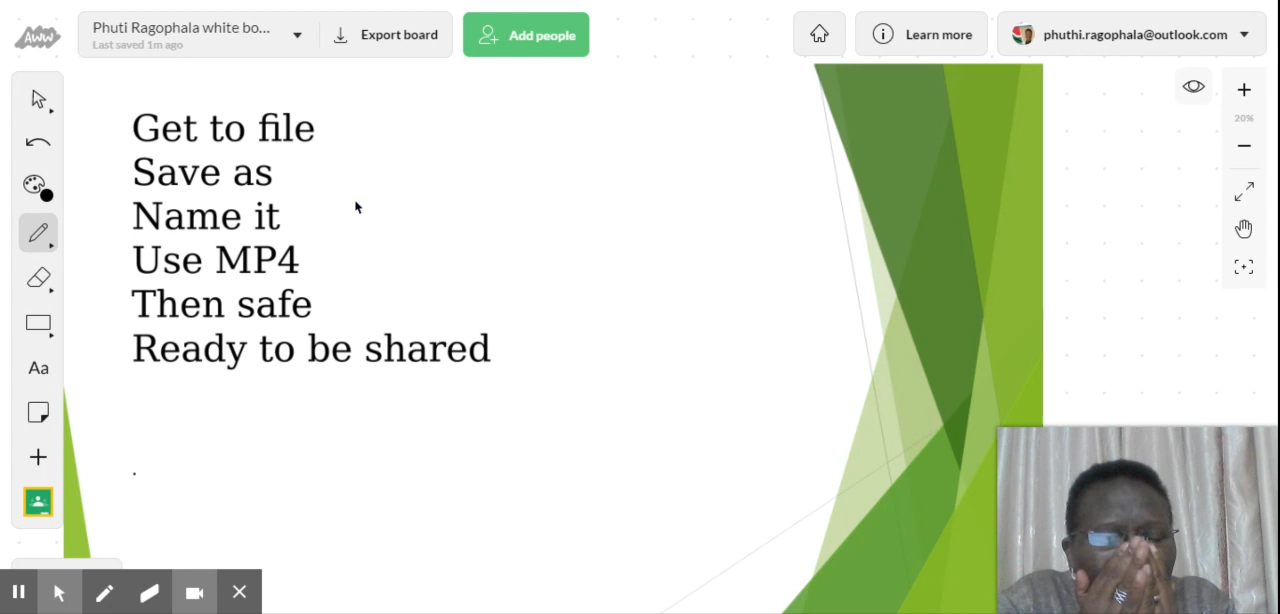 AWW
Phuti Ragophala white bo...
Last saved 1m ago
Export board
Add people
Learn more
phuthi.ragophala@outlook.com
20%
Get to file
Save as
Name it
Use MP4
Then safe
Ready to be shared
.
Aa